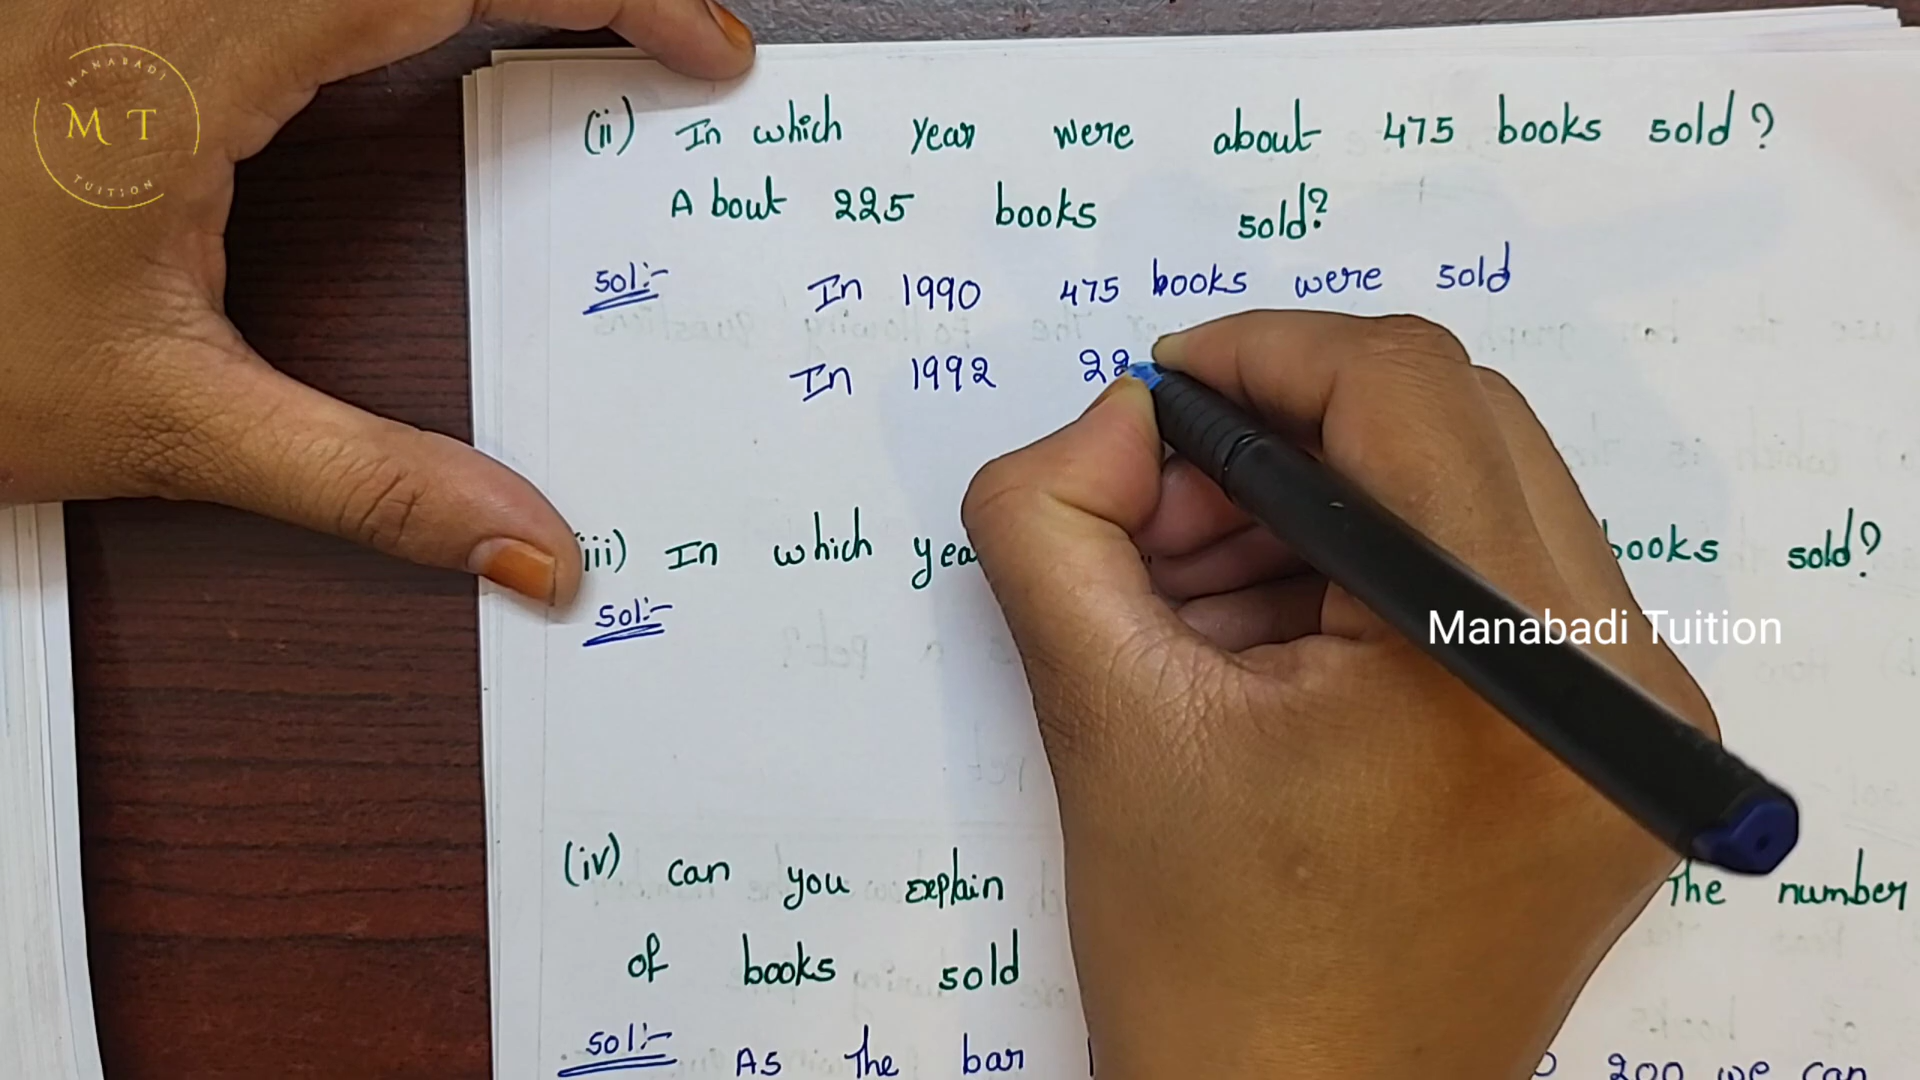 MANABADI
M T
TUITION
(ii) In which year were about 475 books sold?
About 225 books sold?
Sol:- In 1990 475 books were sold
In 1992 22
(iii) In which yea books sold?
Sol:-
Manabadi Tuition
(iv) can you explain The number
of books sold
Sol:- As The bar 200 we can